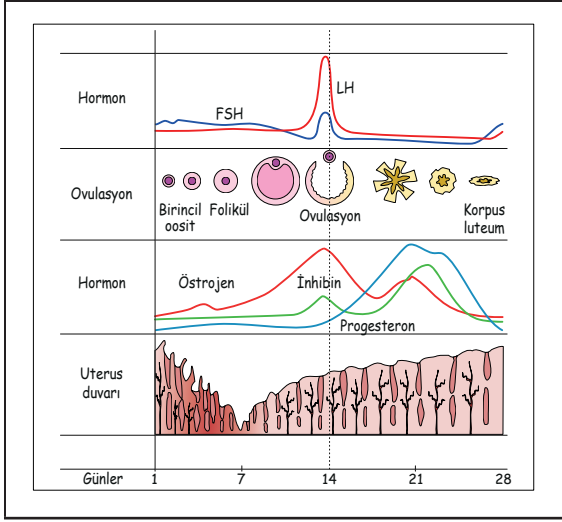 Hormon
FSH
LH
Ovulasyon
Birincil
oosit
Folikül
Ovulasyon
Korpus
luteum
Hormon
Östrojen
İnhibin
Progesteron
Uterus
duvarı
Günler
1
7
14
21
28